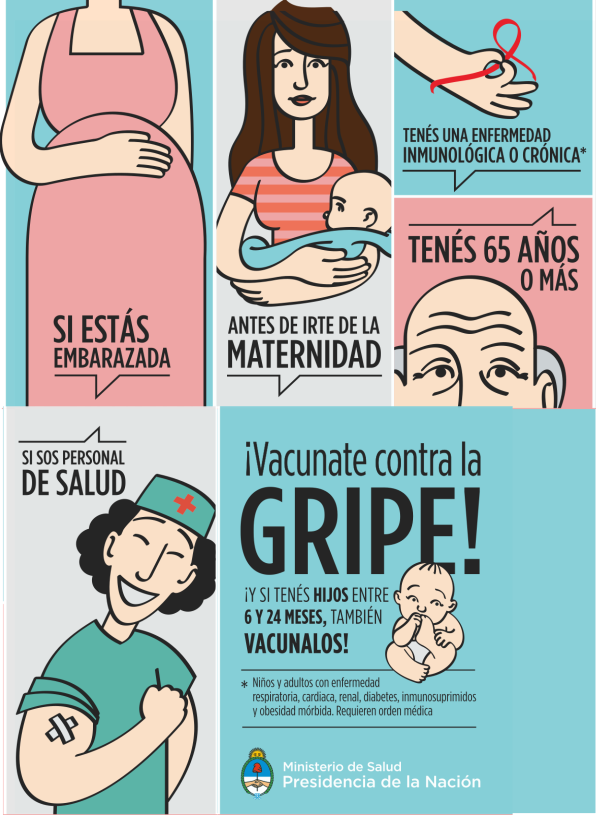 SI ESTÁS
EMBARAZADA
ANTES DE IRTE DE LA
MATERNIDAD
TENÉS UNA ENFERMEDAD
INMUNOLÓGICA O CRÓNICA*
TENÉS 65 AÑOS
O MÁS
SI SOS PERSONAL
DE SALUD
¡Vacunate contra la
GRIPE!
¡Y SI TENÉS HIJOS ENTRE
6 Y 24 MESES, TAMBIÉN
VACUNALOS!
* Niños y adultos con enfermedad
respiratoria, cardiaca, renal, diabetes, inmunosuprimidos
y obesidad mórbida. Requieren orden médica
Ministerio de Salud
Presidencia de la Nación